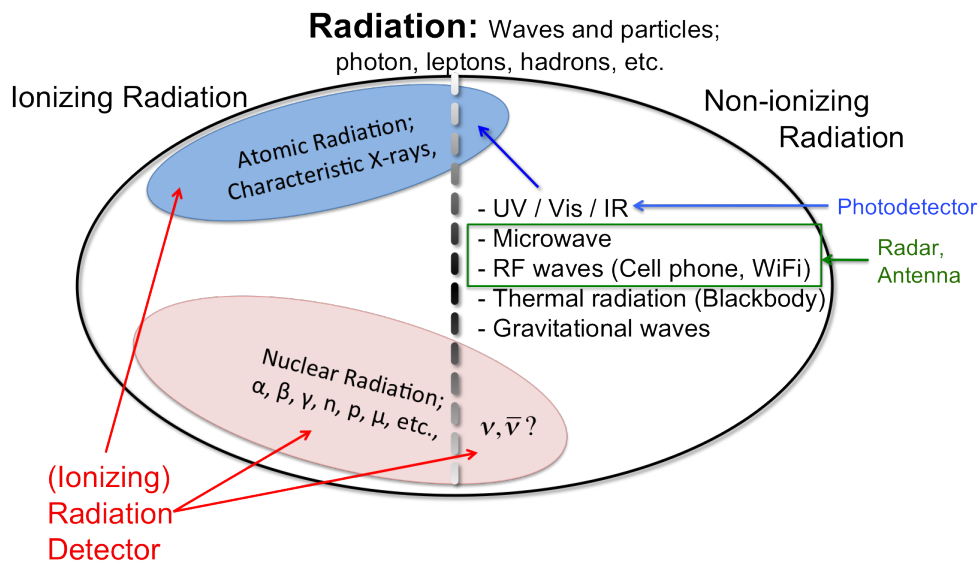 Radiation: Waves and particles;
photon, leptons, hadrons, etc.
Ionizing Radiation
Non-ionizing
Radiation
Atomic Radiation;
Characteristic X-rays,
- UV / Vis / IR
- Microwave
- RF waves (Cell phone, WiFi)
- Thermal radiation (Blackbody)
- Gravitational waves
Photodetector
Radar,
Antenna
Nuclear Radiation;
α, β, γ, n, p, μ, etc.,
ν, ν̅ ?
(Ionizing)
Radiation
Detector